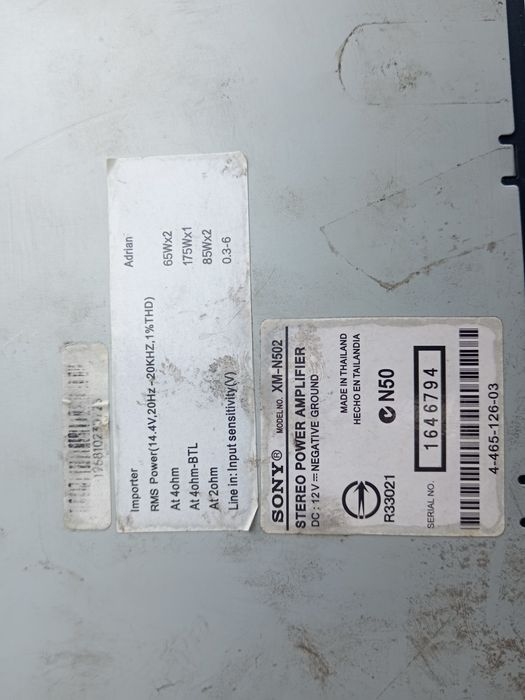 Importer Adrian
RMS Power(14.4V,20Hz~20KHZ,1%THD)
At 4ohm 65Wx2
At 4ohm-BTL 175Wx1
At 2ohm 85Wx2
Line in: Input sensitivity(V) 0.3-6
SONY® MODEL NO. XM-N502
STEREO POWER AMPLIFIER
DC : 12V⎓NEGATIVE GROUND
MADE IN THAILAND
HECHO EN TAILANDIA
R33021
N50
SERIAL NO. 1646794
4-465-126-03